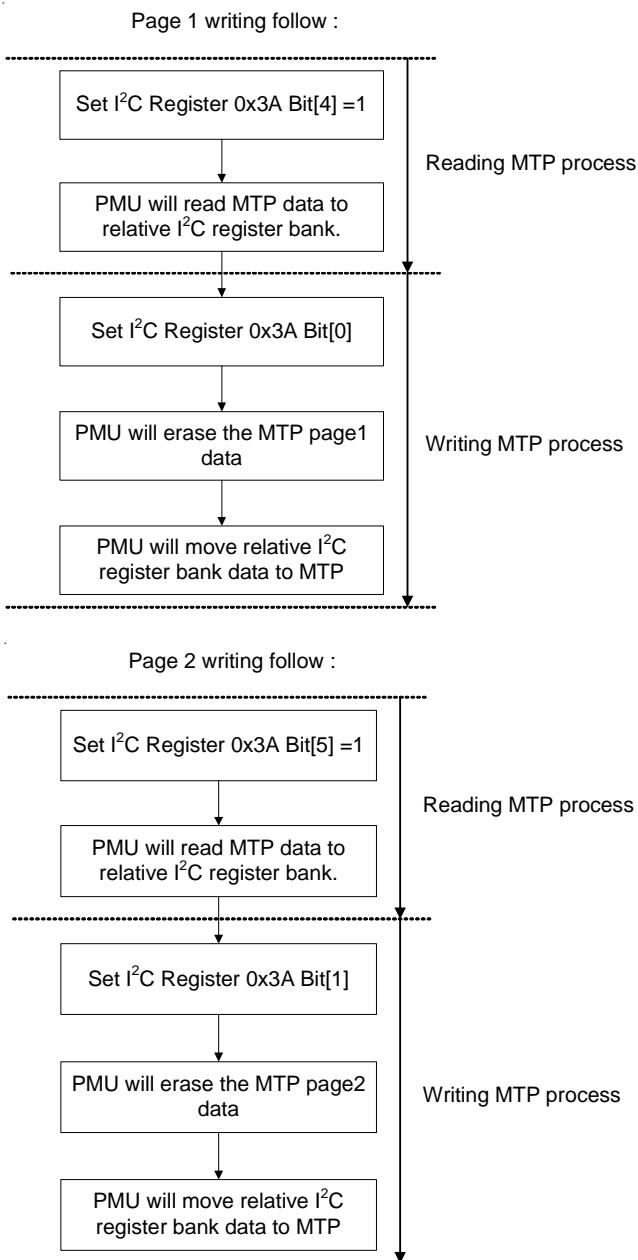 Page 1 writing follow :
Set I²C Register 0x3A Bit[4] =1
Reading MTP process
PMU will read MTP data to
relative I²C register bank.
Set I²C Register 0x3A Bit[0]
PMU will erase the MTP page1
data
Writing MTP process
PMU will move relative I²C
register bank data to MTP
Page 2 writing follow :
Set I²C Register 0x3A Bit[5] =1
Reading MTP process
PMU will read MTP data to
relative I²C register bank.
Set I²C Register 0x3A Bit[1]
PMU will erase the MTP page2
data
Writing MTP process
PMU will move relative I²C
register bank data to MTP